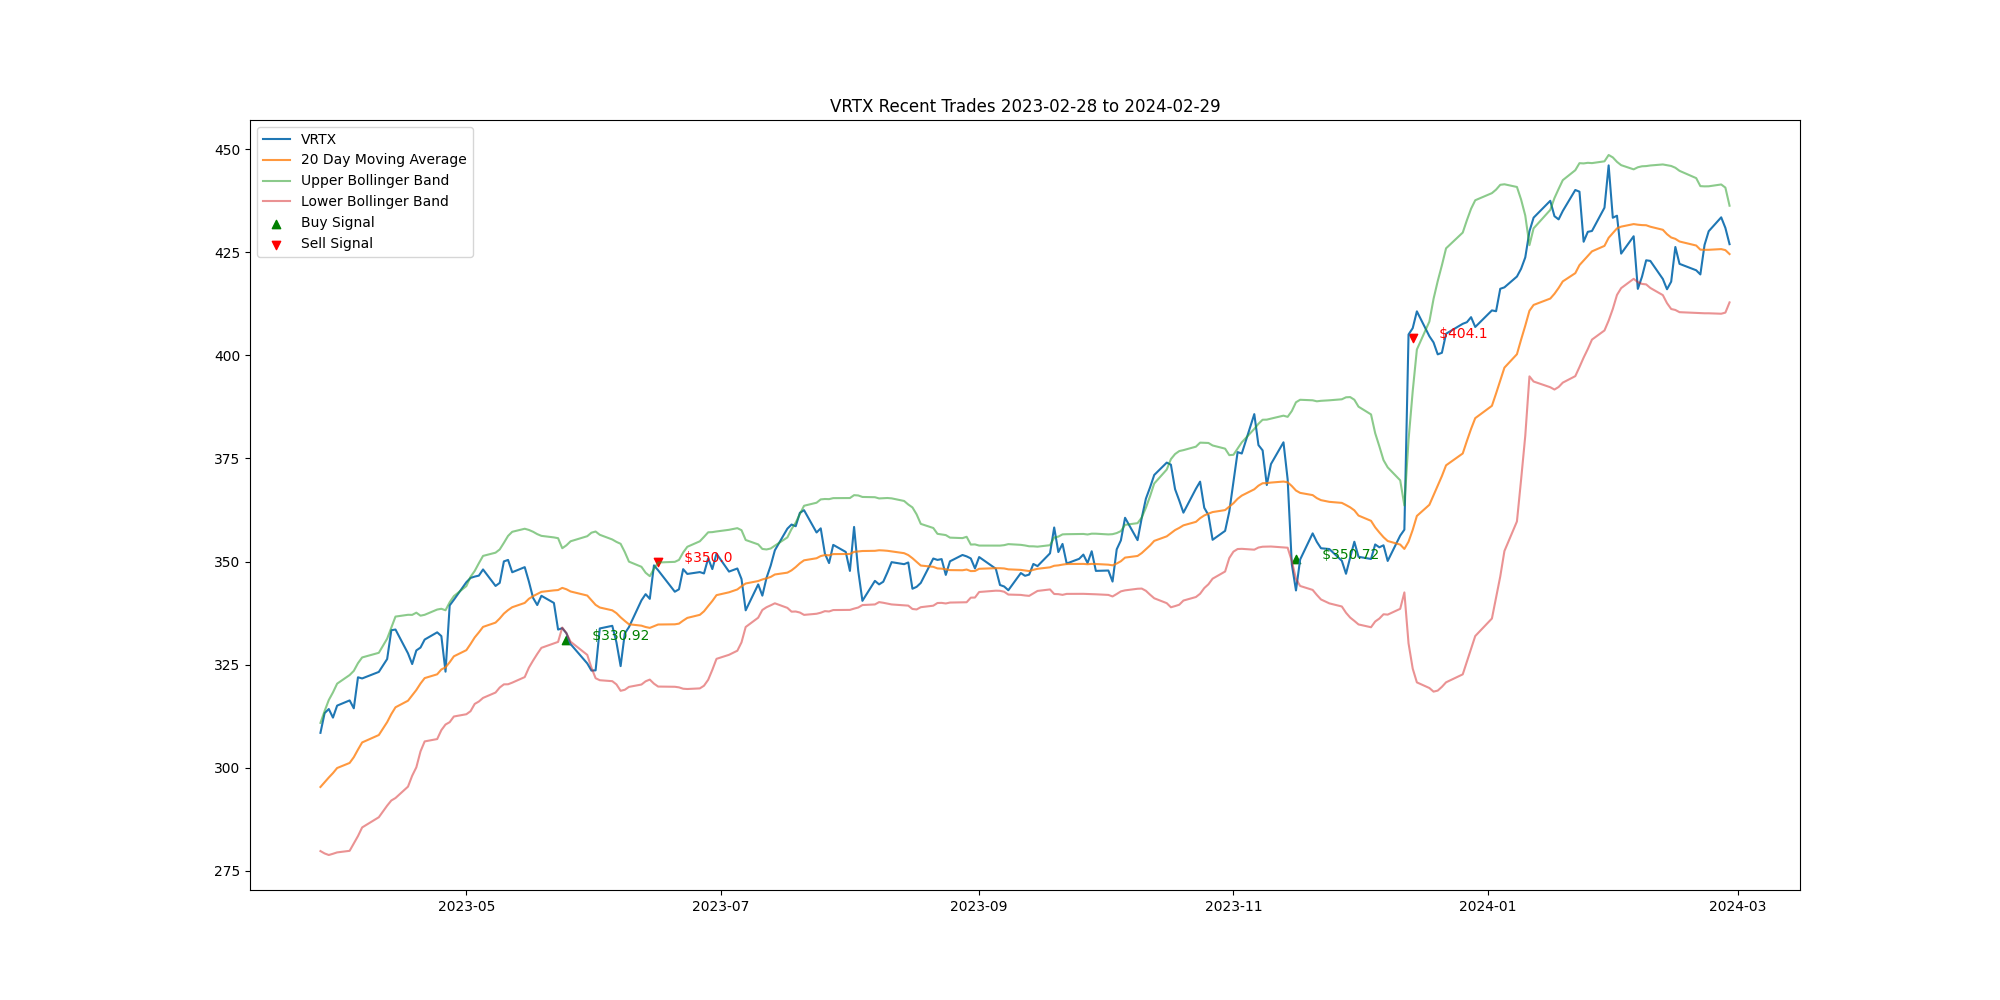 VRTX Recent Trades 2023-02-28 to 2024-02-29
VRTX
20 Day Moving Average
Upper Bollinger Band
Lower Bollinger Band
Buy Signal
Sell Signal
450
425
400
375
350
325
300
275
$404.1
$350.0
$350.72
$330.92
2023-05
2023-07
2023-09
2023-11
2024-01
2024-03